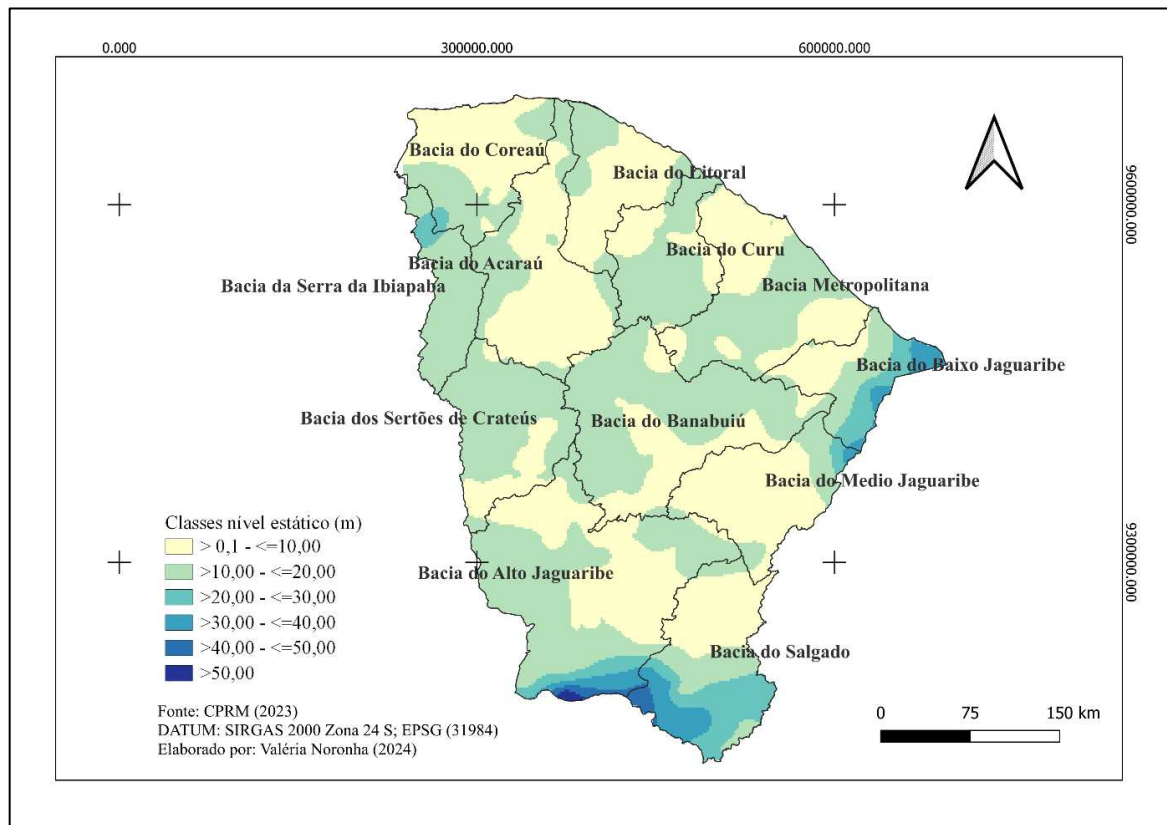 0.000
300000.000
600000.000
9600000.000
9300000.000
Bacia do Coreaú
Bacia do Litoral
Bacia do Curu
Bacia do Acaraú
Bacia da Serra da Ibiapaba
Bacia Metropolitana
Bacia do Baixo Jaguaribe
Bacia dos Sertões de Crateús
Bacia do Banabuiú
Bacia do Medio Jaguaribe
Bacia do Alto Jaguaribe
Bacia do Salgado
Classes nível estático (m)
> 0,1 - <=10,00
>10,00 - <=20,00
>20,00 - <=30,00
>30,00 - <=40,00
>40,00 - <=50,00
>50,00
Fonte: CPRM (2023)
DATUM: SIRGAS 2000 Zona 24 S; EPSG (31984)
Elaborado por: Valéria Noronha (2024)
0 75 150 km